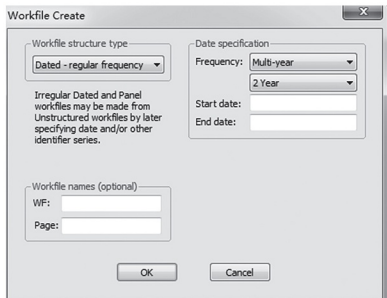 Workfile Create
Workfile structure type
Dated - regular frequency
Irregular Dated and Panel
workfiles may be made from
Unstructured workfiles by later
specifying date and/or other
identifier series.
Date specification
Frequency: Multi-year
2 Year
Start date:
End date:
Workfile names (optional)
WF:
Page:
OK Cancel